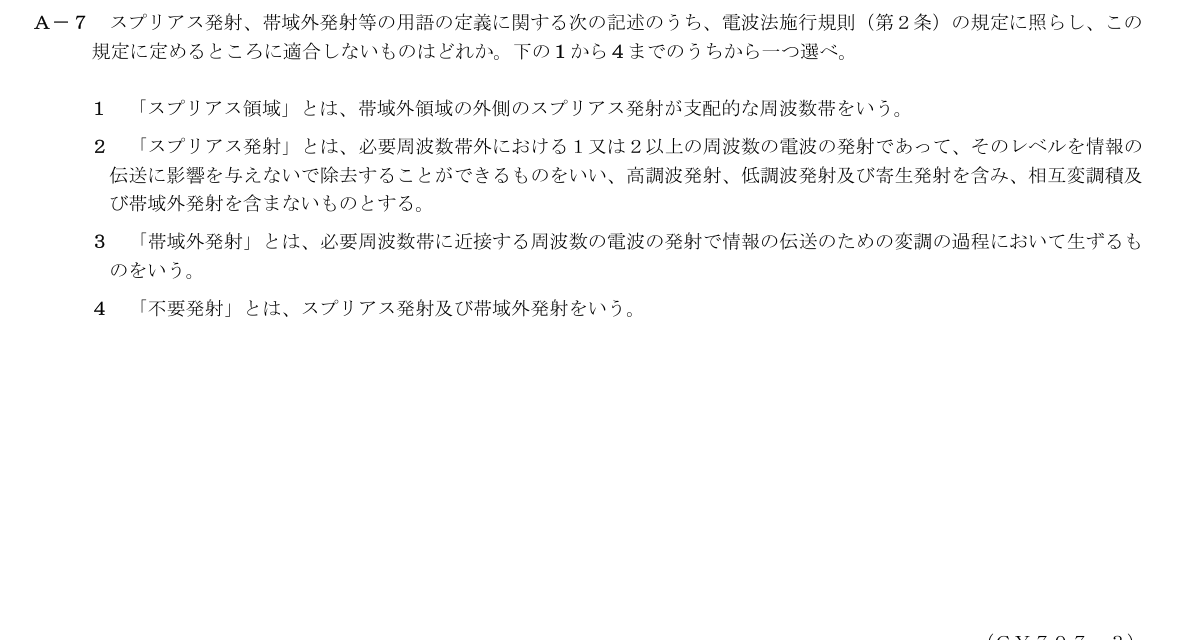 Ａ－７　スプリアス発射、帯域外発射等の用語の定義に関する次の記述のうち、電波法施行規則（第２条）の規定に照らし、この
規定に定めるところに適合しないものはどれか。下の１から４までのうちから一つ選べ。
１　「スプリアス領域」とは、帯域外領域の外側のスプリアス発射が支配的な周波数帯をいう。
２　「スプリアス発射」とは、必要周波数帯外における１又は２以上の周波数の電波の発射であって、そのレベルを情報の
伝送に影響を与えないで除去することができるものをいい、高調波発射、低調波発射及び寄生発射を含み、相互変調積及
び帯域外発射を含まないものとする。
３　「帯域外発射」とは、必要周波数帯に近接する周波数の電波の発射で情報の伝送のための変調の過程において生ずるも
のをいう。
４　「不要発射」とは、スプリアス発射及び帯域外発射をいう。